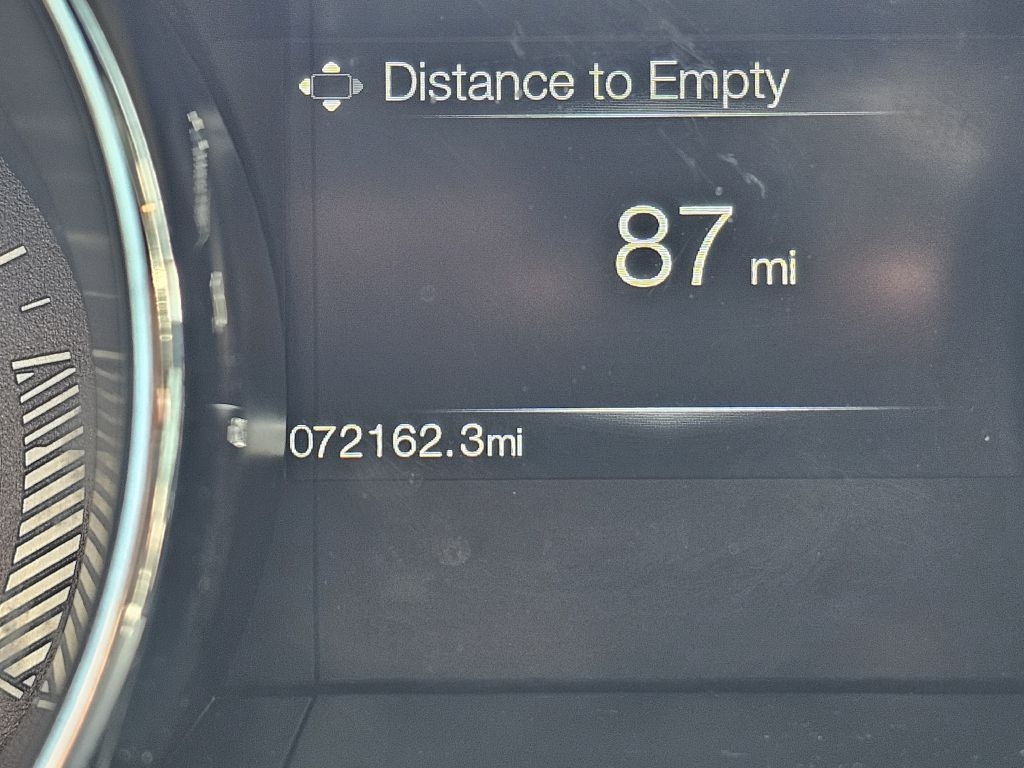 Distance to Empty
87 mi
072162.3mi